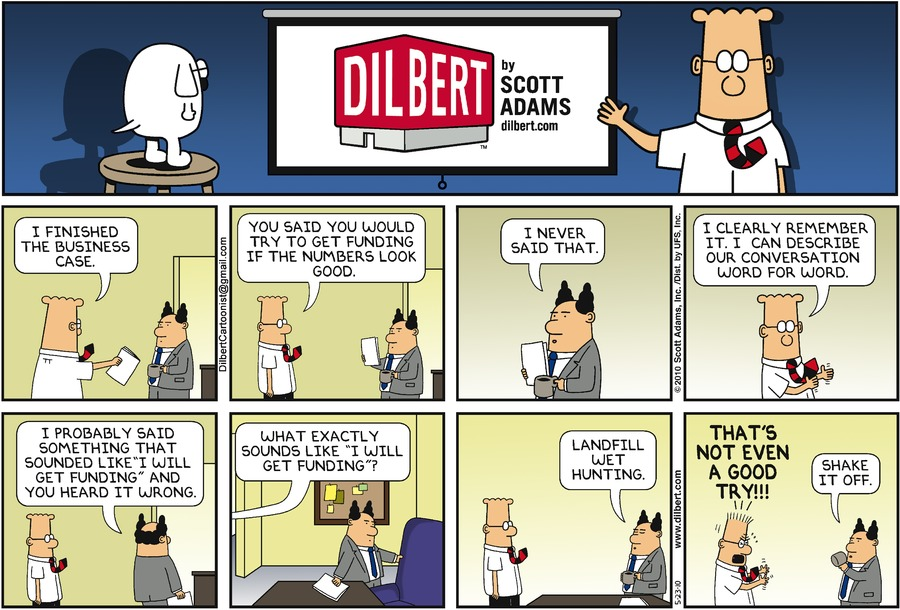 DILBERT
TM
by
SCOTT
ADAMS
dilbert.com
I FINISHED
THE BUSINESS
CASE.
DilbertCartoonist@gmail.com
YOU SAID YOU WOULD
TRY TO GET FUNDING
IF THE NUMBERS LOOK
GOOD.
I NEVER
SAID THAT.
© 2010 Scott Adams, Inc. /Dist. by UFS, Inc.
I CLEARLY REMEMBER
IT. I CAN DESCRIBE
OUR CONVERSATION
WORD FOR WORD.
I PROBABLY SAID
SOMETHING THAT
SOUNDED LIKE "I WILL
GET FUNDING" AND
YOU HEARD IT WRONG.
WHAT EXACTLY
SOUNDS LIKE "I WILL
GET FUNDING"?
LANDFILL
WET
HUNTING.
5-23-10
www.dilbert.com
THAT'S
NOT EVEN
A GOOD
TRY!!!
SHAKE
IT OFF.